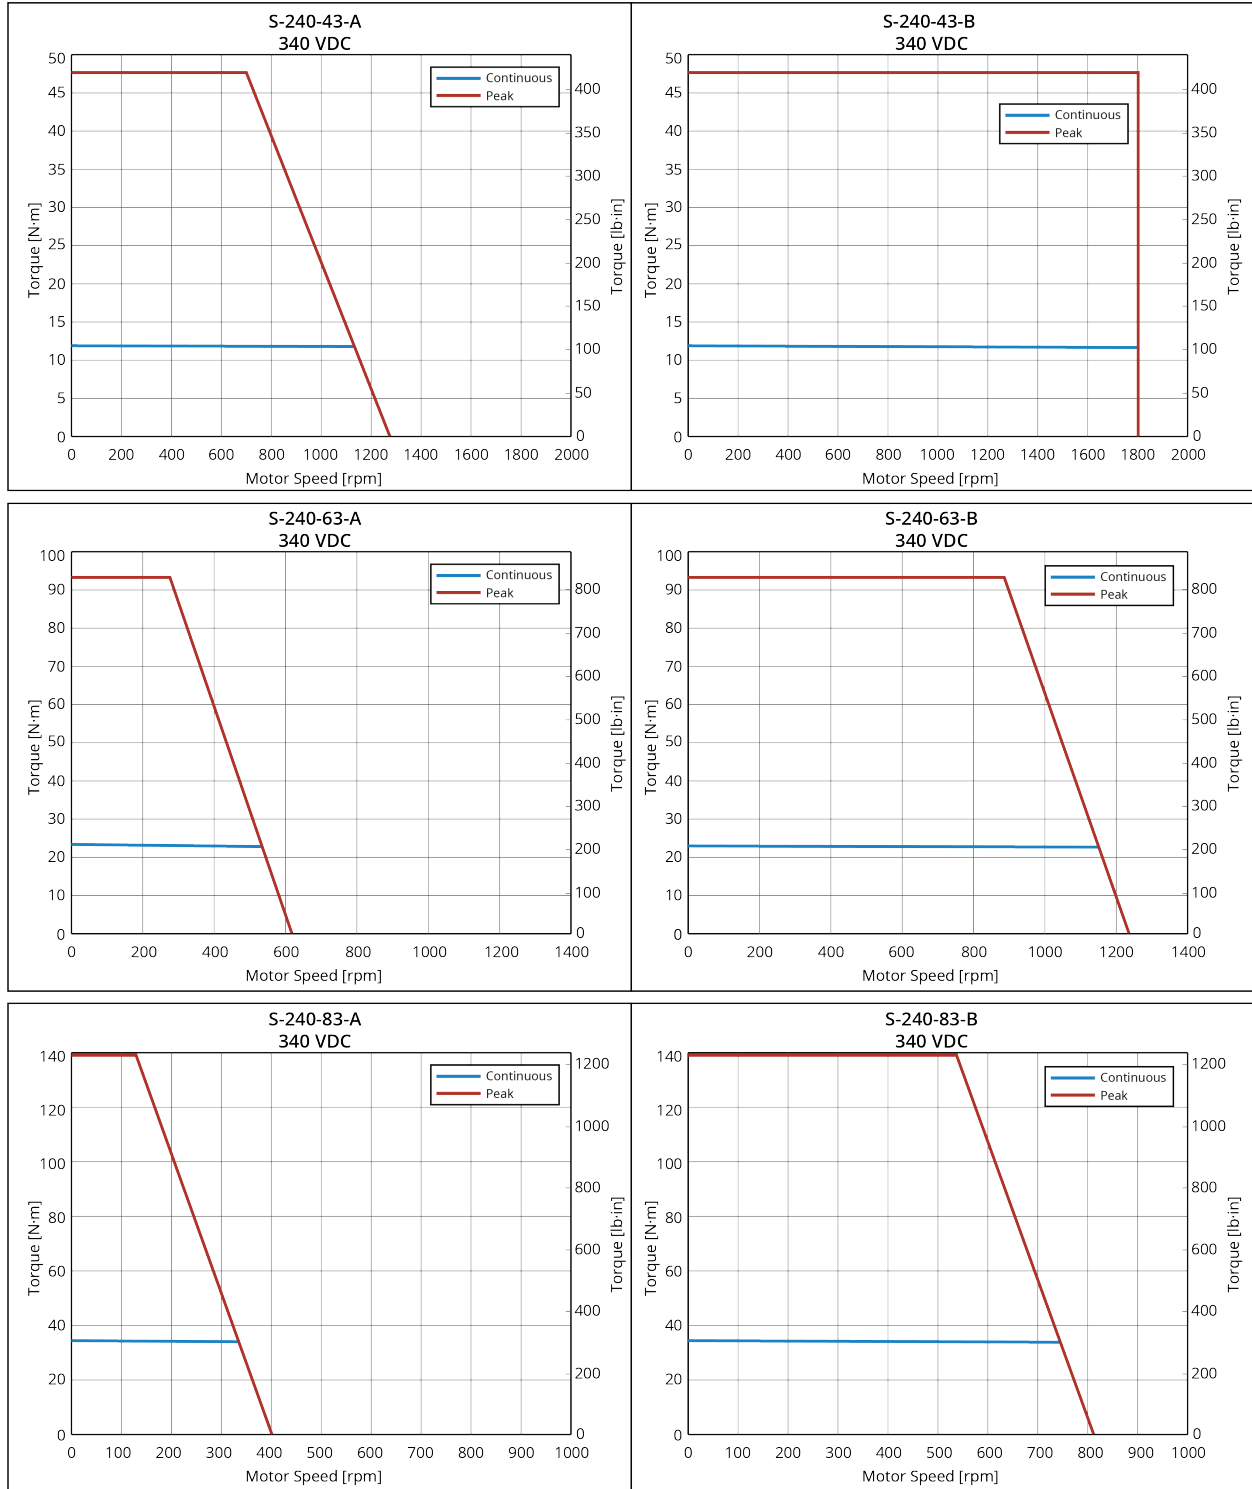 S-240-43-A
340 VDC
50
45
40
35
30
25
20
15
10
5
0
Torque [N·m]
Continuous
Peak
400
350
300
250
200
150
100
50
0
Torque [lb·in]
0 200 400 600 800 1000 1200 1400 1600 1800 2000
Motor Speed [rpm]
S-240-43-B
340 VDC
50
45
40
35
30
25
20
15
10
5
0
Torque [N·m]
Continuous
Peak
400
350
300
250
200
150
100
50
0
Torque [lb·in]
0 200 400 600 800 1000 1200 1400 1600 1800 2000
Motor Speed [rpm]
S-240-63-A
340 VDC
100
90
80
70
60
50
40
30
20
10
0
Torque [N·m]
Continuous
Peak
800
700
600
500
400
300
200
100
0
Torque [lb·in]
0 200 400 600 800 1000 1200 1400
Motor Speed [rpm]
S-240-63-B
340 VDC
100
90
80
70
60
50
40
30
20
10
0
Torque [N·m]
Continuous
Peak
800
700
600
500
400
300
200
100
0
Torque [lb·in]
0 200 400 600 800 1000 1200 1400
Motor Speed [rpm]
S-240-83-A
340 VDC
140
120
100
80
60
40
20
0
Torque [N·m]
Continuous
Peak
1200
1000
800
600
400
200
0
Torque [lb·in]
0 100 200 300 400 500 600 700 800 900 1000
Motor Speed [rpm]
S-240-83-B
340 VDC
140
120
100
80
60
40
20
0
Torque [N·m]
Continuous
Peak
1200
1000
800
600
400
200
0
Torque [lb·in]
0 100 200 300 400 500 600 700 800 900 1000
Motor Speed [rpm]